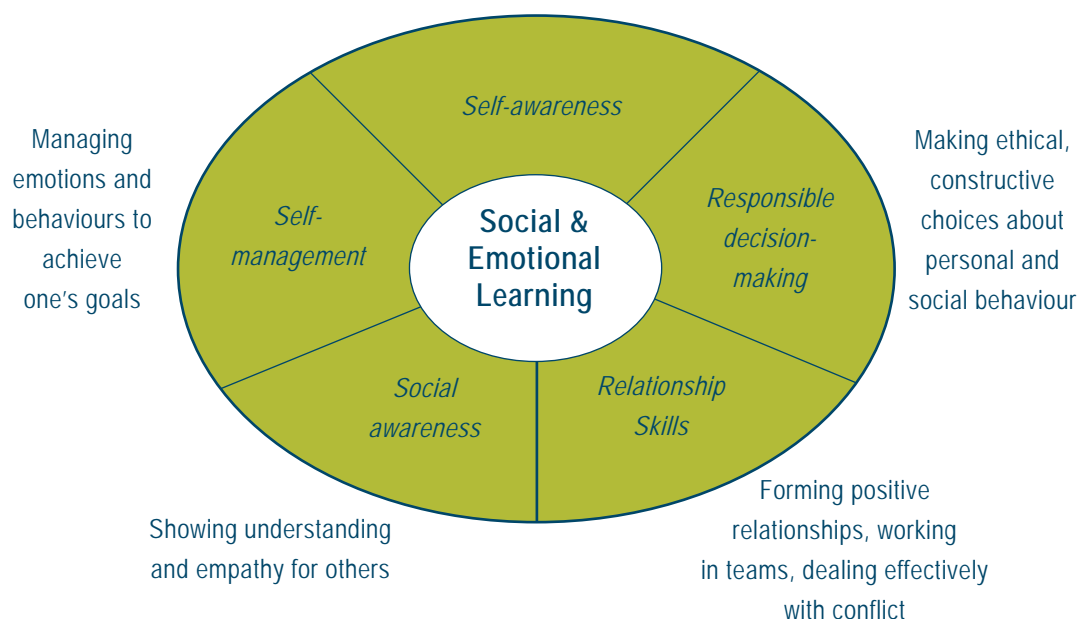 Self-awareness
Managing
emotions and
behaviours to
achieve
one's goals
Self-
management
Social &
Emotional
Learning
Responsible
decision-
making
Making ethical,
constructive
choices about
personal and
social behaviour
Social
awareness
Relationship
Skills
Showing understanding
and empathy for others
Forming positive
relationships, working
in teams, dealing effectively
with conflict